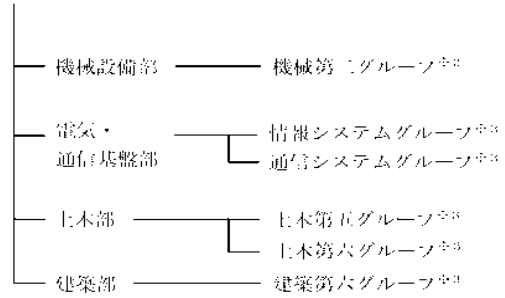 機械設備部 機械第二グループ※3
電気・ 情報システムグループ※3
通信基盤部 通信システムグループ※3
土木部 土木第五グループ※3
土木第六グループ※3
建築部 建築第六グループ※3